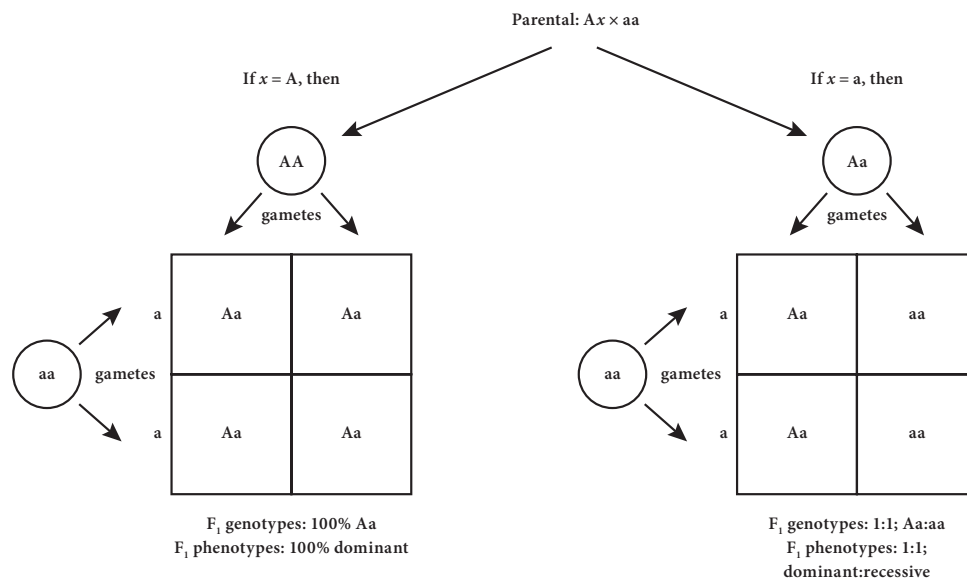 Parental: Ax × aa
If x = A, then
If x = a, then
AA
Aa
gametes
gametes
a
Aa
Aa
a
Aa
aa
aa
gametes
aa
gametes
a
Aa
Aa
a
Aa
aa
F₁ genotypes: 100% Aa
F₁ phenotypes: 100% dominant
F₁ genotypes: 1:1; Aa:aa
F₁ phenotypes: 1:1;
dominant:recessive